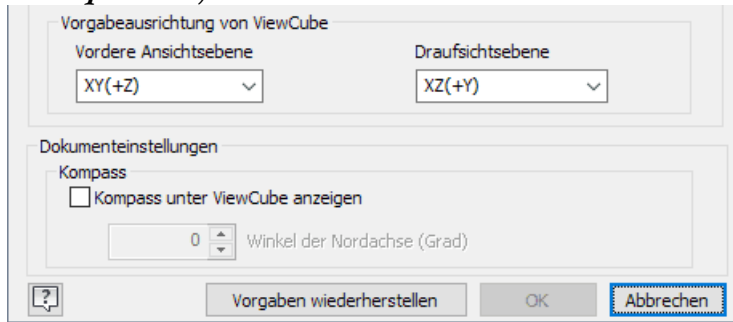 Vorgabeausrichtung von ViewCube
Vordere Ansichtsebene Draufsichtsebene
XY(+Z) XZ(+Y)
Dokumenteinstellungen
Kompass
Kompass unter ViewCube anzeigen
0 Winkel der Nordachse (Grad)
? Vorgaben wiederherstellen OK Abbrechen